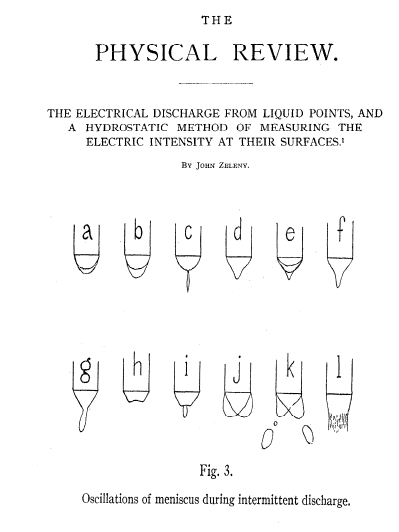 THE
PHYSICAL REVIEW.
THE ELECTRICAL DISCHARGE FROM LIQUID POINTS, AND
A HYDROSTATIC METHOD OF MEASURING THE
ELECTRIC INTENSITY AT THEIR SURFACES.¹
BY JOHN ZELENY.
a b c d e f
g h i j k l
Fig. 3.
Oscillations of meniscus during intermittent discharge.